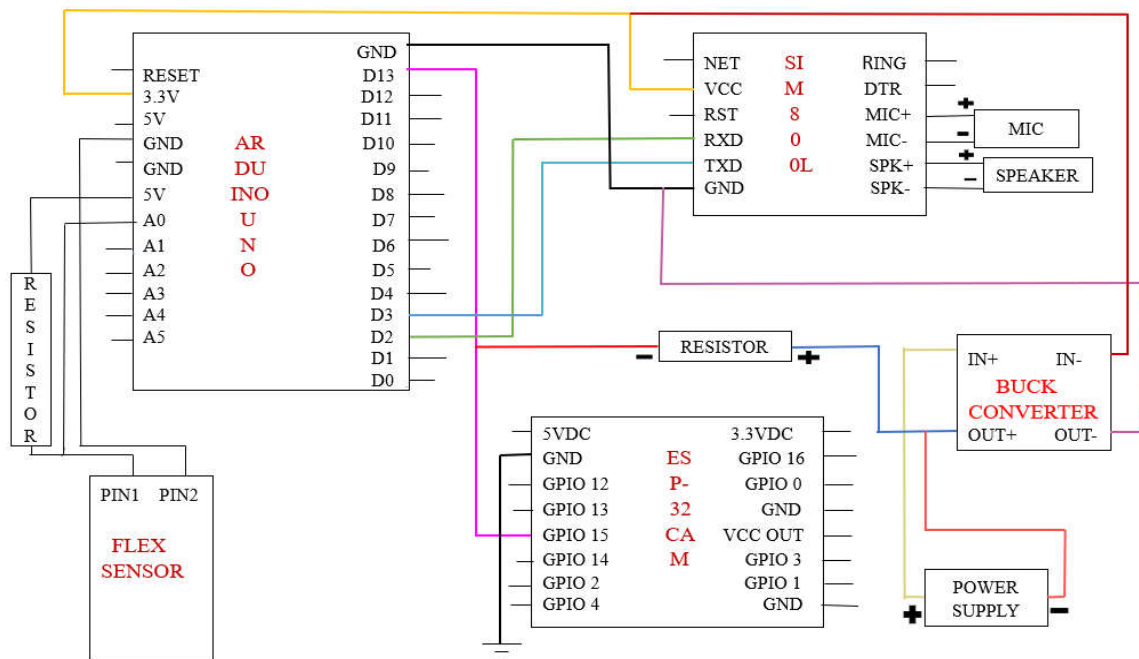 GND
RESET
D13
3.3V
D12
5V
D11
GND
D10
GND
D9
5V
D8
A0
D7
A1
D6
A2
D5
A3
D4
A4
D3
A5
D2
D1
D0
AR
DU
INO
U
N
O
NET
RING
VCC
DTR
RST
MIC+
RXD
MIC-
TXD
SPK+
GND
SPK-
SI
M
8
0
0L
+
-
MIC
+
-
SPEAKER
RESISTOR
- RESISTOR +
IN+ IN-
BUCK
CONVERTER
OUT+ OUT-
5VDC
3.3VDC
GND
GPIO 16
GPIO 12
GPIO 0
GPIO 13
GND
GPIO 15
VCC OUT
GPIO 14
GPIO 3
GPIO 2
GPIO 1
GPIO 4
GND
ES
P-
32
CA
M
PIN1 PIN2
FLEX
SENSOR
POWER
+ SUPPLY -